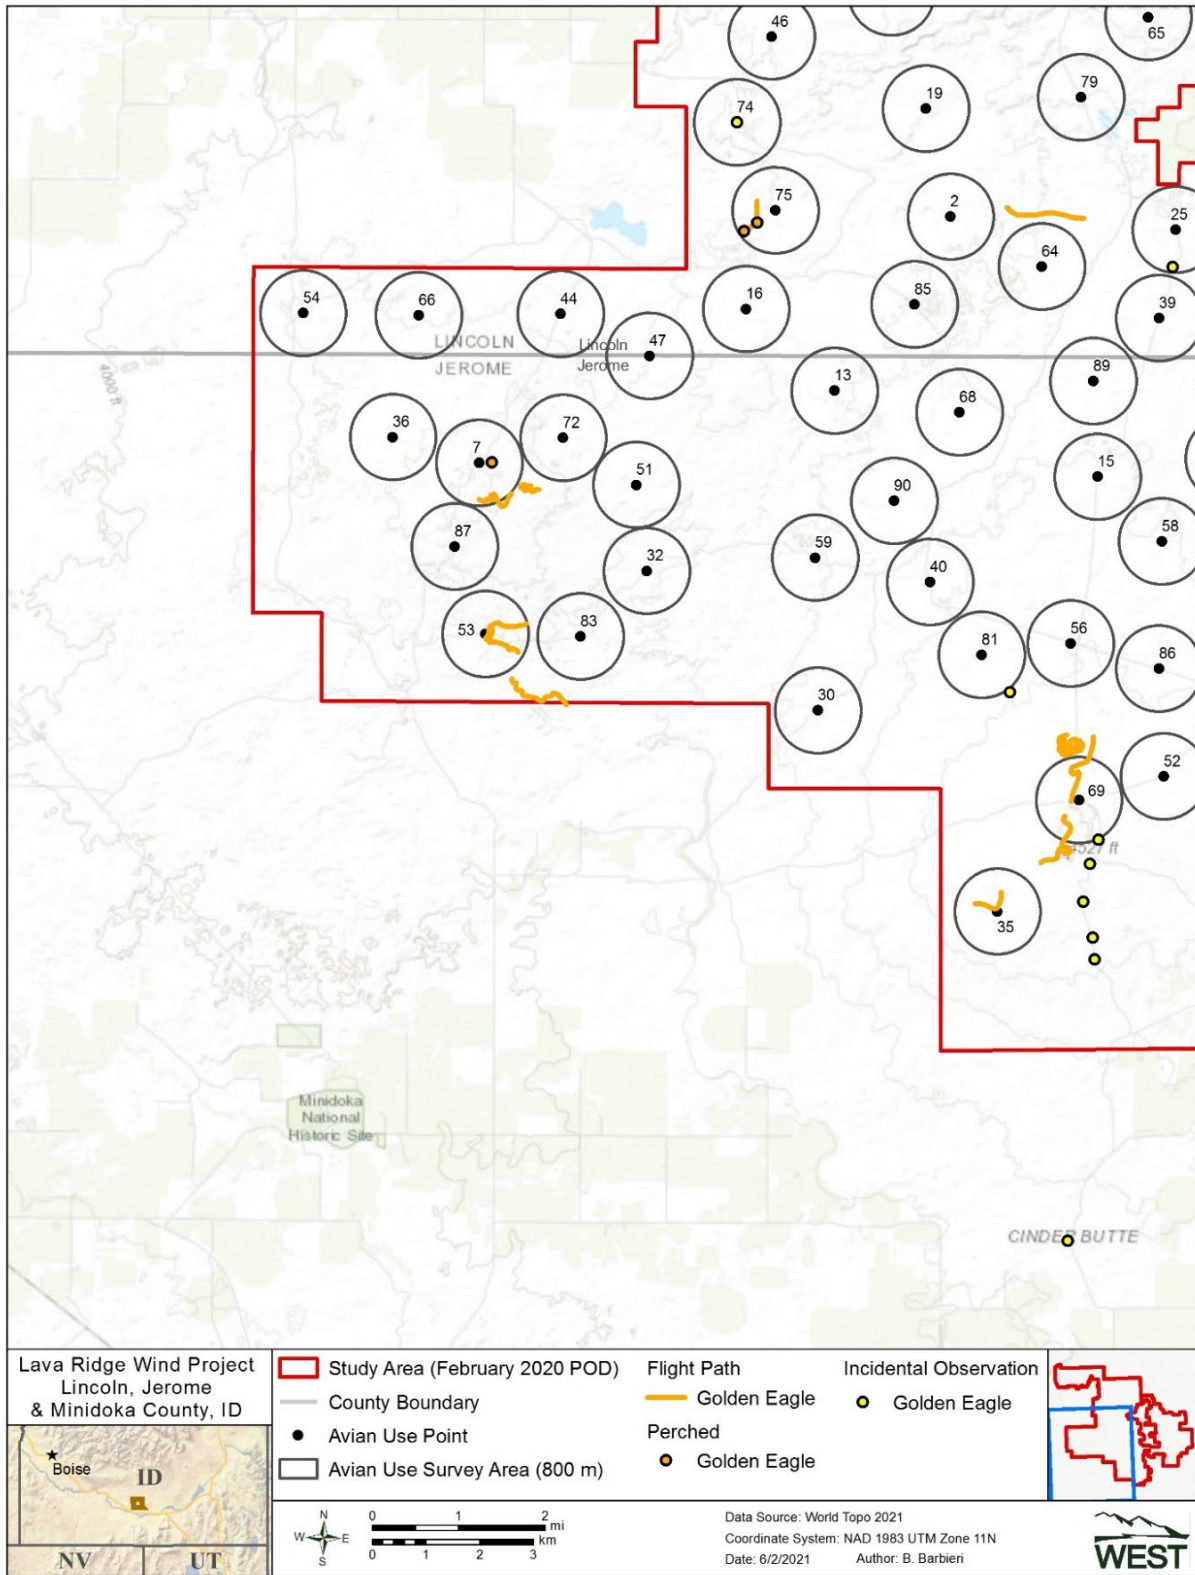 46
65
79
19
74
75
2
25
64
54
66
44
16
85
39
47
LINCOLN
JEROME
Lincoln
Jerome
4000 ft
13
89
68
36
7
72
51
15
90
87
59
32
58
40
53
83
81
56
86
30
52
69
4527 ft
35
Minidoka
National
Historic Site
CINDER BUTTE
Lava Ridge Wind Project
Lincoln, Jerome
& Minidoka County, ID
Boise
ID
NV
UT
Study Area (February 2020 POD)
County Boundary
Avian Use Point
Avian Use Survey Area (800 m)
Flight Path
Golden Eagle
Perched
Golden Eagle
Incidental Observation
Golden Eagle
N
W E
S
0 1 2
mi
km
0 1 2 3
Data Source: World Topo 2021
Coordinate System: NAD 1983 UTM Zone 11N
Date: 6/2/2021 Author: B. Barbieri
WEST